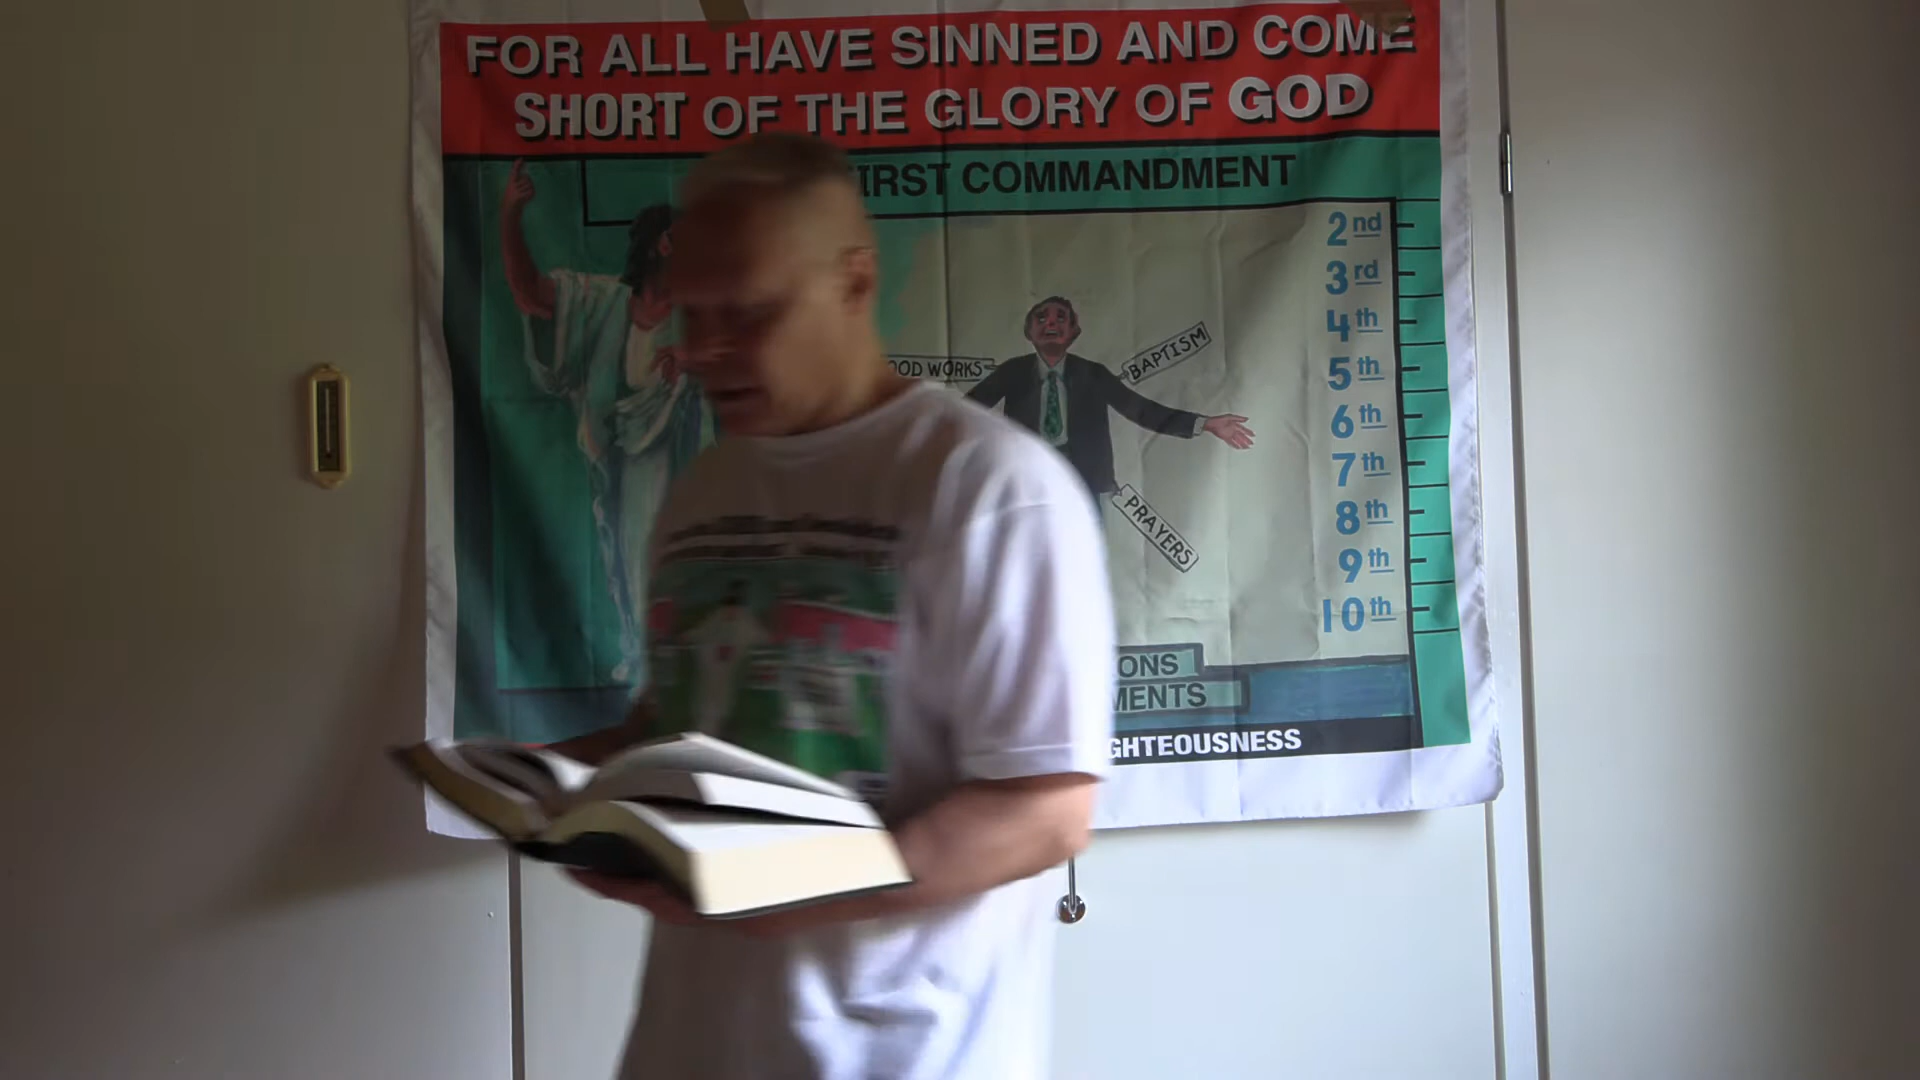 FOR ALL HAVE SINNED AND COME
SHORT OF THE GLORY OF GOD
IRST COMMANDMENT
2nd
3rd
4th
5th
6th
7th
8th
9th
10th
OOD WORKS
BAPTISM
PRAYERS
ONS
MENTS
GHTEOUSNESS